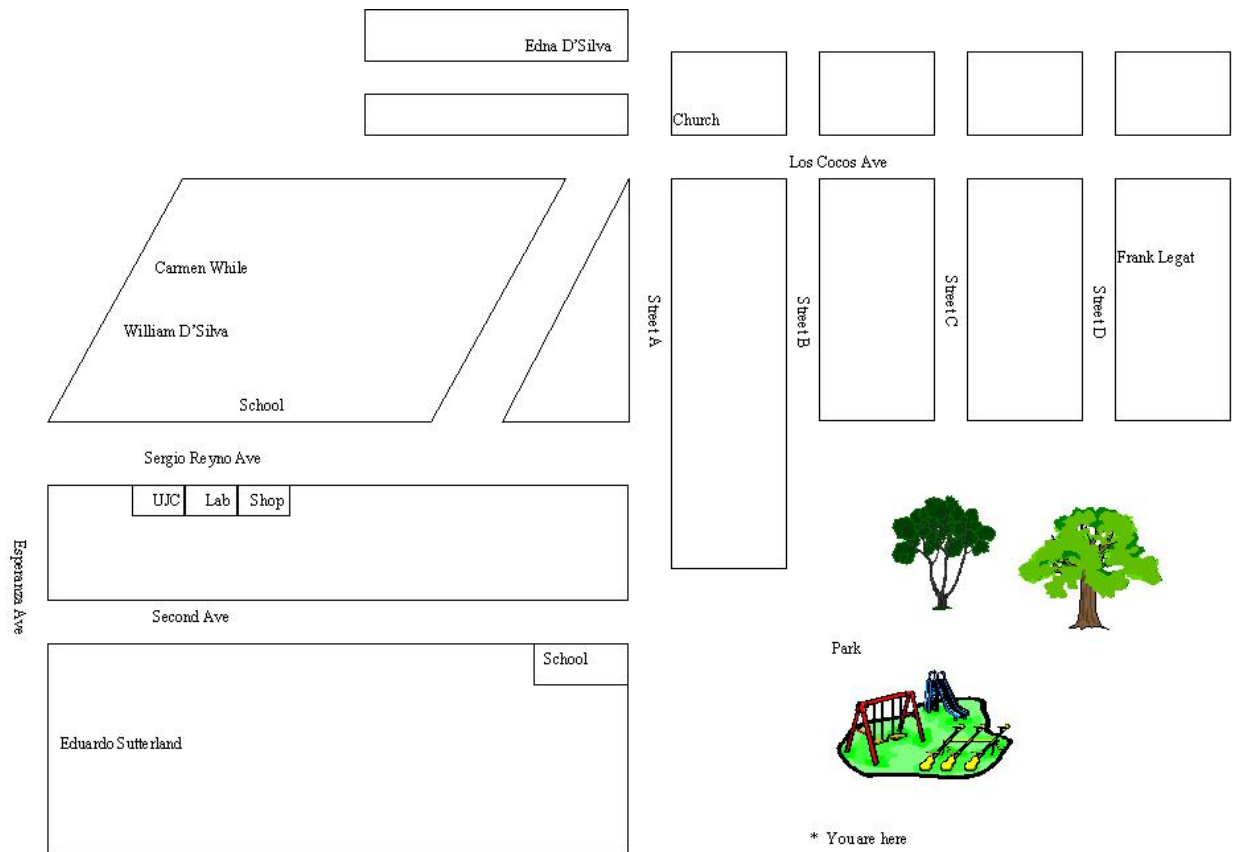 Edna D'Silva
Church
Los Cocos Ave
Carmen While
Frank Legat
William D'Silva
Street A
Street B
Street C
Street D
School
Sergio Reyno Ave
UJC
Lab
Shop
Esperanza Ave
Second Ave
School
Park
Eduardo Sutterland
* You are here